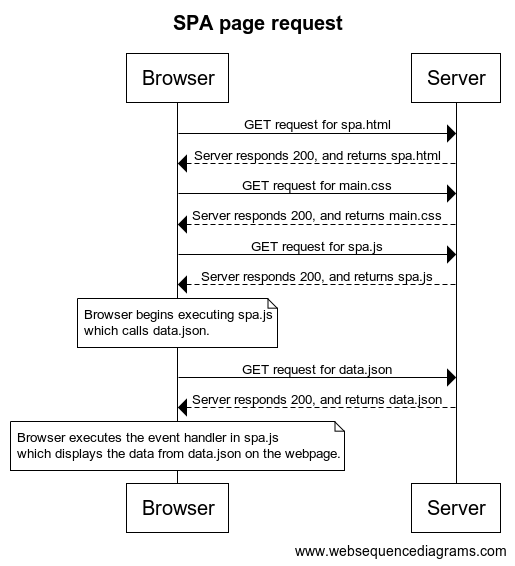 SPA page request
Browser
Server
GET request for spa.html
Server responds 200, and returns spa.html
GET request for main.css
Server responds 200, and returns main.css
GET request for spa.js
Server responds 200, and returns spa.js
Browser begins executing spa.js
which calls data.json.
GET request for data.json
Server responds 200, and returns data.json
Browser executes the event handler in spa.js
which displays the data from data.json on the webpage.
Browser
Server
www.websequencediagrams.com